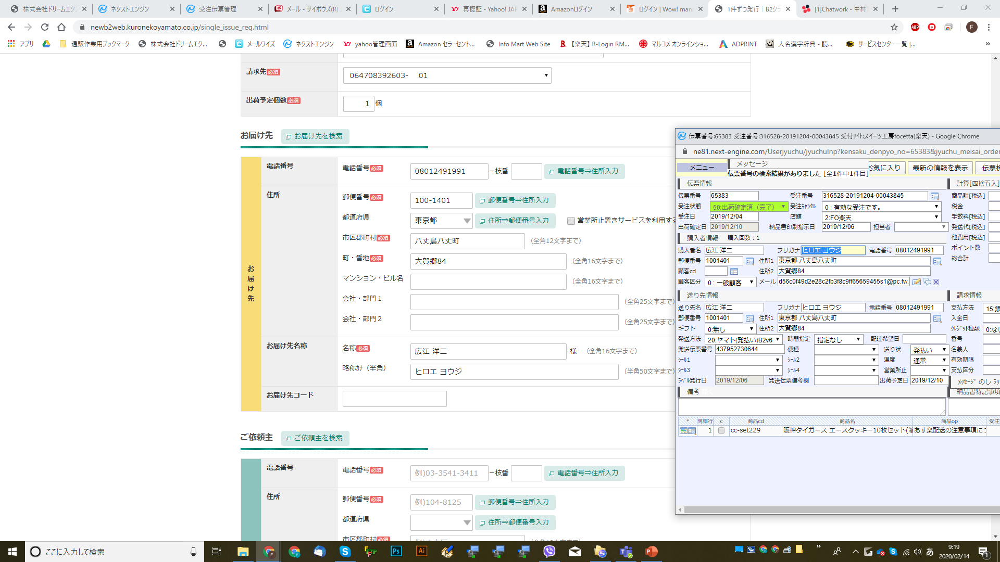 株式会社ドリームエク
ネクストエンジン
受注伝票管理
メール - サイボウズ(R)
ログイン
再認証 - Yahoo! JAP
Amazonログイン
ログイン | Wow! man
1件ずつ発行 | B2クラ
[1]Chatwork - 中林
newb2web.kuronekoyamato.co.jp/single_issue_reg.html
アプリ
通販作業用ブックマーク
株式会社ドリームエク...
メールワイズ
ネクストエンジン
yahoo管理画面
Amazon セラーセント...
Info Mart Web Site
【楽天】R-Login RM...
マルコメ オンラインショ...
ADPRINT
人名漢字辞典 - 読...
サービスセンター一覧 |...
請求先 必須
064708392603- 01
出荷予定個数 必須
1 個
お届け先
お届け先を検索
お届け先
電話番号
電話番号 必須
08012491991
ー枝番
電話番号⇒住所入力
住所
郵便番号 必須
100-1401
郵便番号⇒住所入力
都道府県
東京都
住所⇒郵便番号入力
営業所止置きサービスを利用する
市区郡町村 必須
八丈島八丈町
（全角12文字まで）
町・番地 必須
大賀郷84
（全角16文字まで）
マンション・ビル名
（全角16文字まで）
会社・部門１
（全角25文字まで）
会社・部門２
（全角25文字まで）
お届け先名称
名称 必須
広江 洋二
様
（全角16文字まで）
略称ｶﾅ（半角）
ヒロエ ヨウジ
（半角50文字まで）
お届け先コード
ご依頼主
ご依頼主を検索
電話番号
電話番号 必須
例)03-3541-3411
ー枝番
電話番号⇒住所入力
住所
郵便番号 必須
例)104-8125
郵便番号⇒住所入力
都道府県
住所⇒郵便番号入力
市区郡町村 必須
伝票番号:65383 受注番号:316528-20191204-00043845 受付ｻｲﾄ:スイーツ工房focetta(楽天) - Google Chrome
ne81.next-engine.com/Userjyuchu/jyuchuInp?kensaku_denpyo_no=65383&jyuchu_meisai_order
メニュー
メッセージ
伝票番号の検索結果がありました [全1件中1件目]
お気に入り
最新の情報を表示
伝票検
伝票情報
計算[四捨五入]
伝票番号 65383
受注番号 316528-20191204-00043845
商品計[税込]
受注状態 50:出荷確定済（完了）
受注ｷｬﾝｾﾙ 0 : 有効な受注です。
税金
受注日 2019/12/04
店舗 2:FO楽天
手数料[税込]
出荷確定日 2019/12/10
納品書印刷指示日 2019/12/06
担当者
発送代[税込]
購入者情報 購入回数 : 1
他費用[税込]
購入者名 広江 洋二
フリガナ ヒロエ ヨウジ
電話番号 08012491991
ポイント数
郵便番号 1001401
住所1 東京都 八丈島八丈町
総合計
顧客cd
住所2 大賀郷84
顧客区分 0 : 一般顧客
メール d56c0f49d2e28c2fb3f8c9ff65659455s1@pc.fw.
送り先情報
請求情報
送り先名 広江 洋二
フリガナ ヒロエ ヨウジ
電話番号 08012491991
支払方法 15:銀
郵便番号 1001401
住所1 東京都 八丈島八丈町
入金日
ギフト 0:無し
住所2 大賀郷84
ｸﾚｼﾞｯﾄ種類 0:なし
発送方法 20:ヤマト(発払い)B2v6
時間指定 指定なし
配達希望日
番号
発送伝票番号 437952730644
便種
送り状 発払い
名義人
ｼｰﾙ1
ｼｰﾙ2
温度 通常
有効期限
ｼｰﾙ3
ｼｰﾙ4
営業所止
支払区分
ﾗﾍﾞﾙ発行日 2019/12/06
発送伝票備考欄
出荷予定日 2019/12/10
ﾒｯｾｰｼﾞ のし ﾗｯ
備考
納品書特記事項
* 明細行 c 商品cd 商品名 商品op 受注
1 cc-set229 阪神タイガース エースクッキー10枚セット(箱 あす楽配送の注意事項につ
ここに入力して検索
あ
9:19
2020/02/14
1